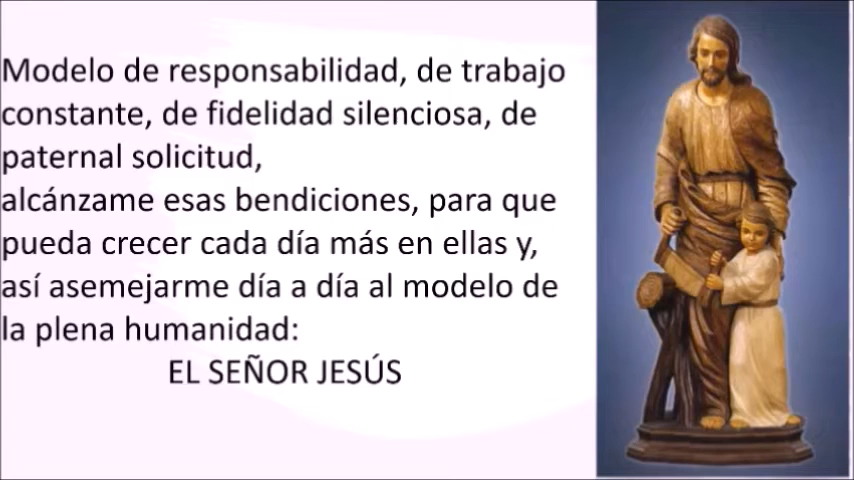 Modelo de responsabilidad, de trabajo
constante, de fidelidad silenciosa, de
paternal solicitud,
alcánzame esas bendiciones, para que
pueda crecer cada día más en ellas y,
así asemejarme día a día al modelo de
la plena humanidad:
EL SEÑOR JESÚS